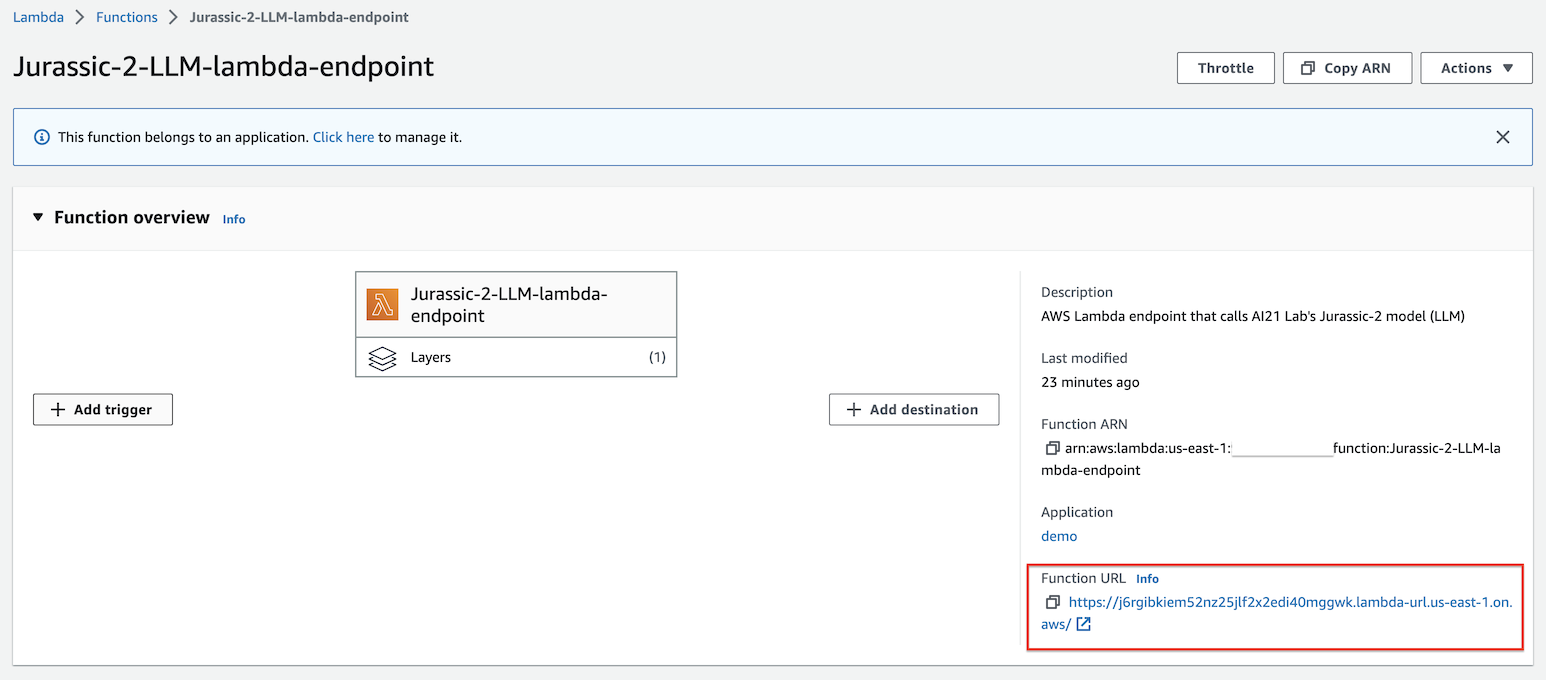 Lambda > Functions > Jurassic-2-LLM-lambda-endpoint
Jurassic-2-LLM-lambda-endpoint
Throttle
Copy ARN
Actions
This function belongs to an application. Click here to manage it.
Function overview Info
Jurassic-2-LLM-lambda-
endpoint
Layers (1)
Add trigger
Add destination
Description
AWS Lambda endpoint that calls AI21 Lab's Jurassic-2 model (LLM)
Last modified
23 minutes ago
Function ARN
arn:aws:lambda:us-east-1:
function:Jurassic-2-LLM-la
mbda-endpoint
Application
demo
Function URL Info
https://j6rgibkiem52nz25jlf2x2edi40mggwk.lambda-url.us-east-1.on.
aws/